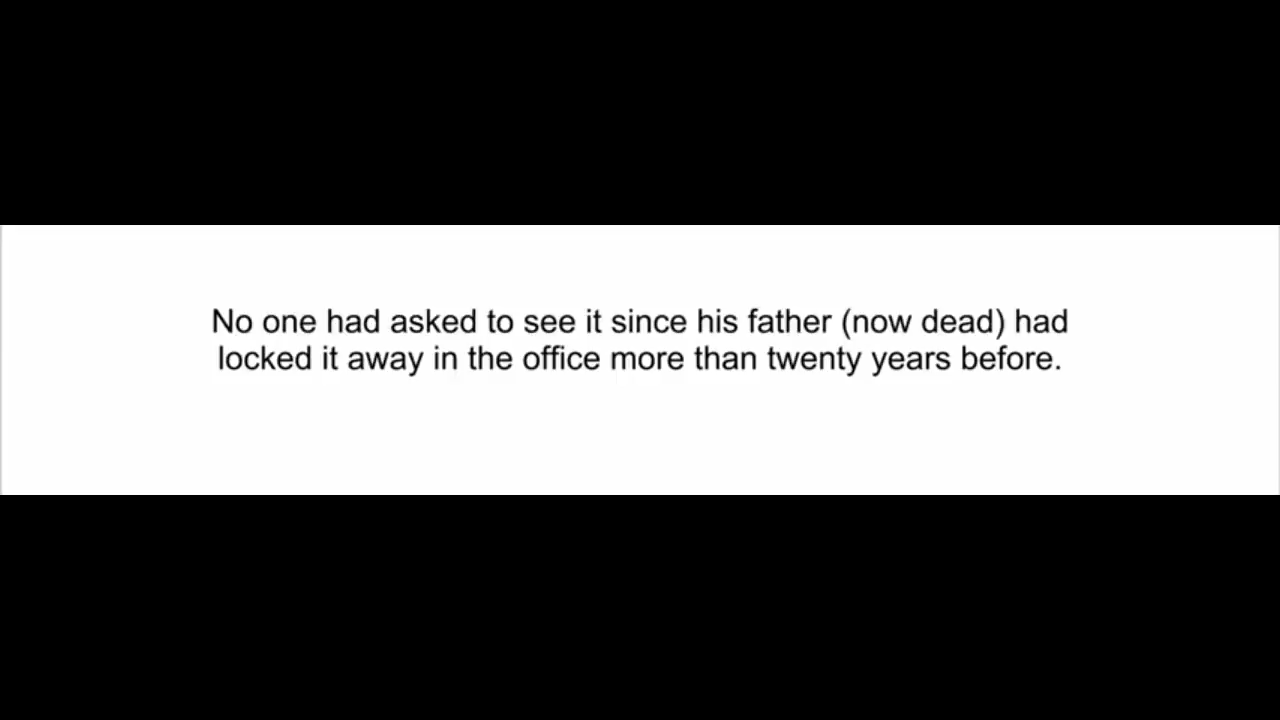 No one had asked to see it since his father (now dead) had
locked it away in the office more than twenty years before.